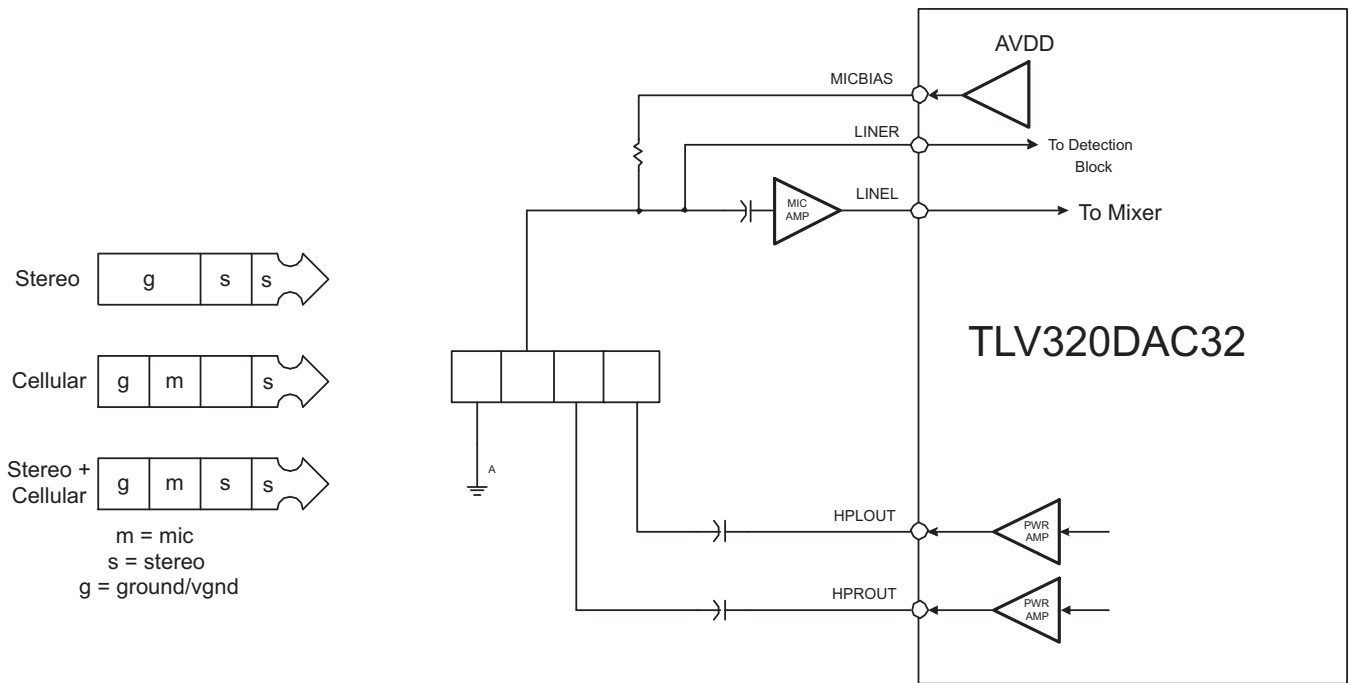 AVDD
MICBIAS
LINER
To Detection
Block
MIC
AMP
LINEL
To Mixer
Stereo
g
s
s
TLV320DAC32
Cellular
g
m
s
Stereo +
Cellular
g
m
s
s
m = mic
s = stereo
g = ground/vgnd
A
HPLOUT
PWR
AMP
HPROUT
PWR
AMP